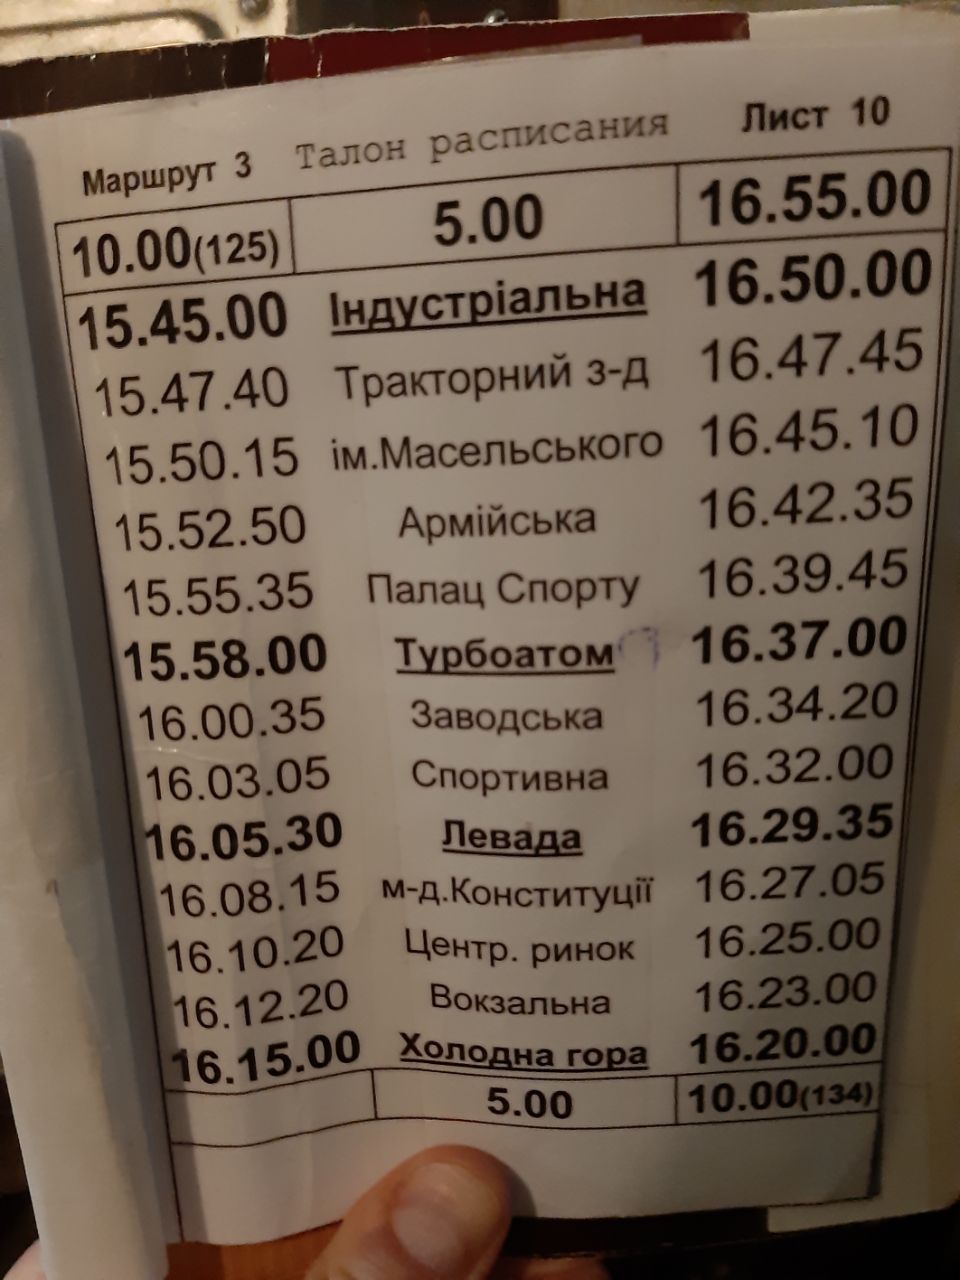 Маршрут 3 Талон расписания Лист 10
10.00(125) 5.00 16.55.00
15.45.00 Індустріальна 16.50.00
15.47.40 Тракторний з-д 16.47.45
15.50.15 ім.Масельського 16.45.10
15.52.50 Армійська 16.42.35
15.55.35 Палац Спорту 16.39.45
15.58.00 Турбоатом 16.37.00
16.00.35 Заводська 16.34.20
16.03.05 Спортивна 16.32.00
16.05.30 Левада 16.29.35
16.08.15 м-д.Конституції 16.27.05
16.10.20 Центр. ринок 16.25.00
16.12.20 Вокзальна 16.23.00
16.15.00 Холодна гора 16.20.00
5.00 10.00(134)